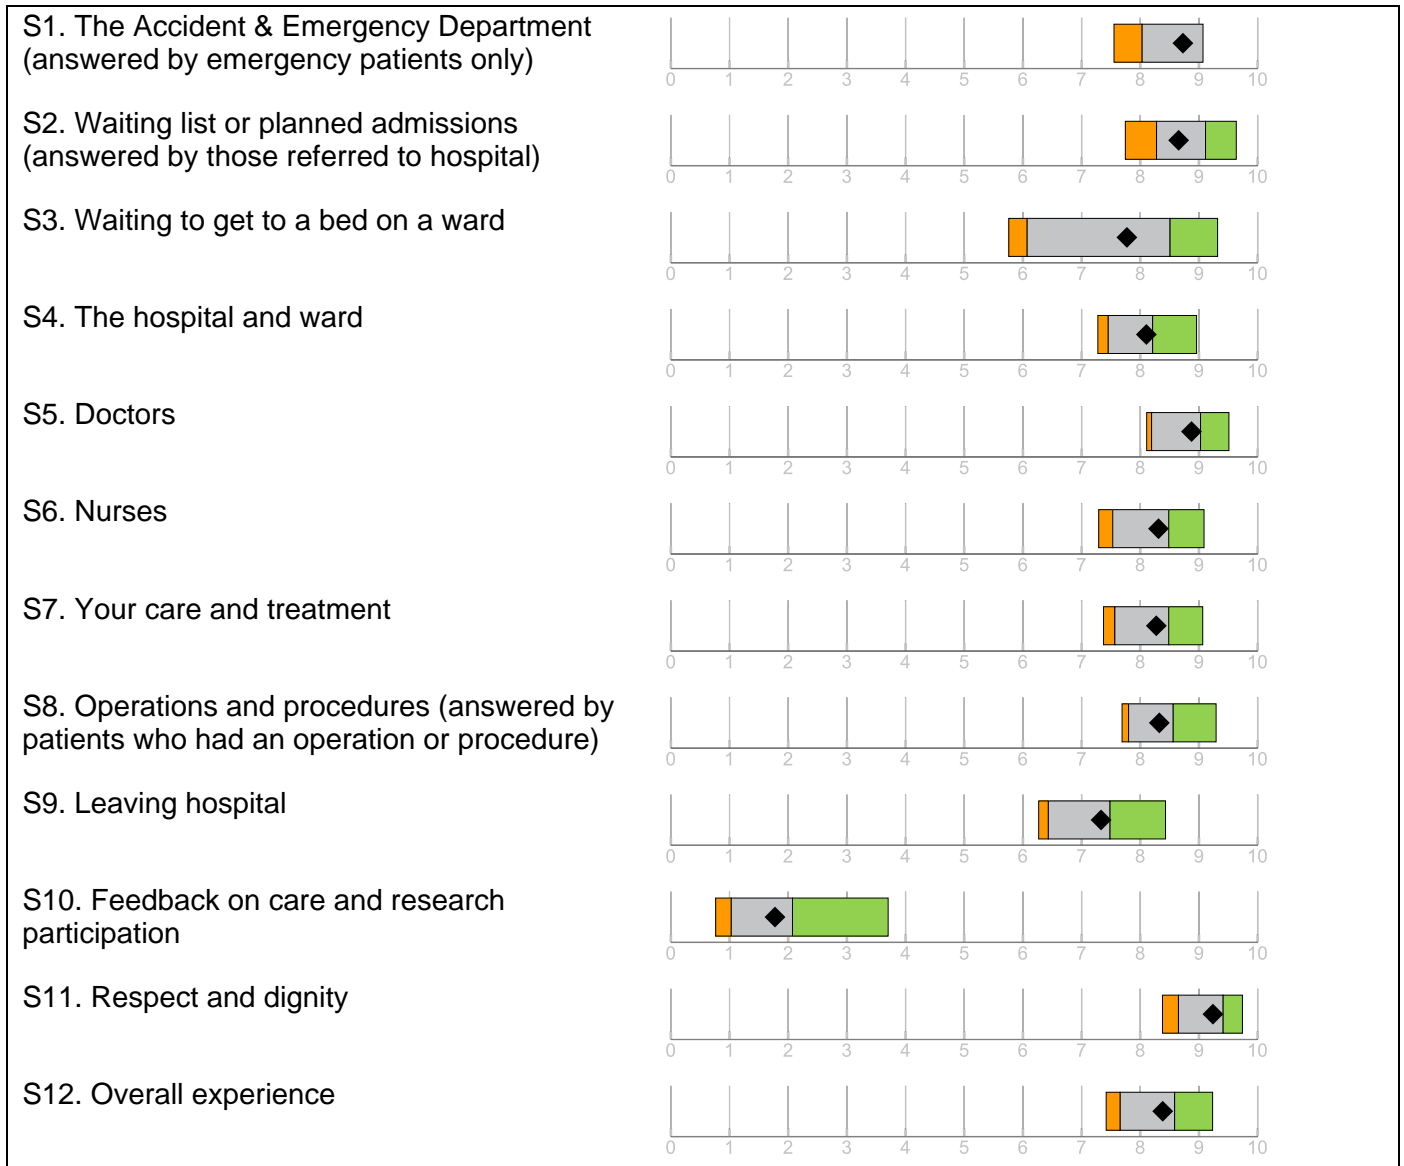 S1. The Accident & Emergency Department
(answered by emergency patients only)
0 1 2 3 4 5 6 7 8 9 10
S2. Waiting list or planned admissions
(answered by those referred to hospital)
0 1 2 3 4 5 6 7 8 9 10
S3. Waiting to get to a bed on a ward
0 1 2 3 4 5 6 7 8 9 10
S4. The hospital and ward
0 1 2 3 4 5 6 7 8 9 10
S5. Doctors
0 1 2 3 4 5 6 7 8 9 10
S6. Nurses
0 1 2 3 4 5 6 7 8 9 10
S7. Your care and treatment
0 1 2 3 4 5 6 7 8 9 10
S8. Operations and procedures (answered by
patients who had an operation or procedure)
0 1 2 3 4 5 6 7 8 9 10
S9. Leaving hospital
0 1 2 3 4 5 6 7 8 9 10
S10. Feedback on care and research
participation
0 1 2 3 4 5 6 7 8 9 10
S11. Respect and dignity
0 1 2 3 4 5 6 7 8 9 10
S12. Overall experience
0 1 2 3 4 5 6 7 8 9 10